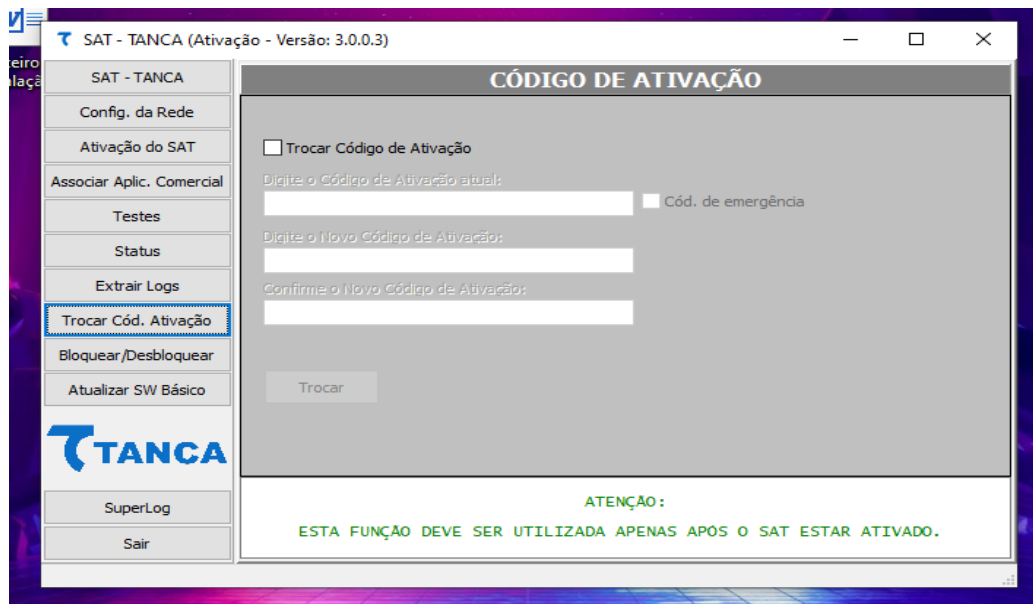 eiro
lação
SAT - TANCA (Ativação - Versão: 3.0.0.3)
SAT - TANCA
Config. da Rede
Ativação do SAT
Associar Aplic. Comercial
Testes
Status
Extrair Logs
Trocar Cód. Ativação
Bloquear/Desbloquear
Atualizar SW Básico
TANCA
SuperLog
Sair
CÓDIGO DE ATIVAÇÃO
Trocar Código de Ativação
Digite o Código de Ativação atual:
Cód. de emergência
Digite o Novo Código de Ativação:
Confirme o Novo Código de Ativação:
Trocar
ATENÇÃO:
ESTA FUNÇÃO DEVE SER UTILIZADA APENAS APÓS O SAT ESTAR ATIVADO.